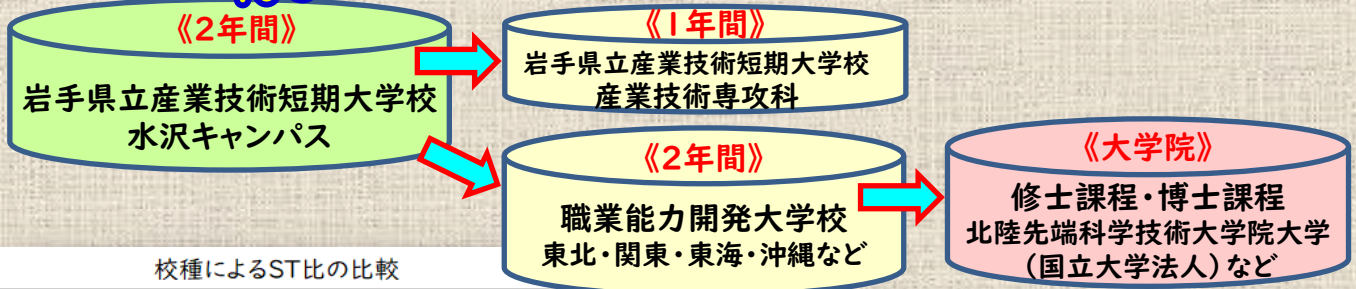 《2年間》
岩手県立産業技術短期大学校
水沢キャンパス
《1年間》
岩手県立産業技術短期大学校
産業技術専攻科
《2年間》
職業能力開発大学校
東北・関東・東海・沖縄など
《大学院》
修士課程・博士課程
北陸先端科学技術大学院大学
(国立大学法人)など
校種によるST比の比較